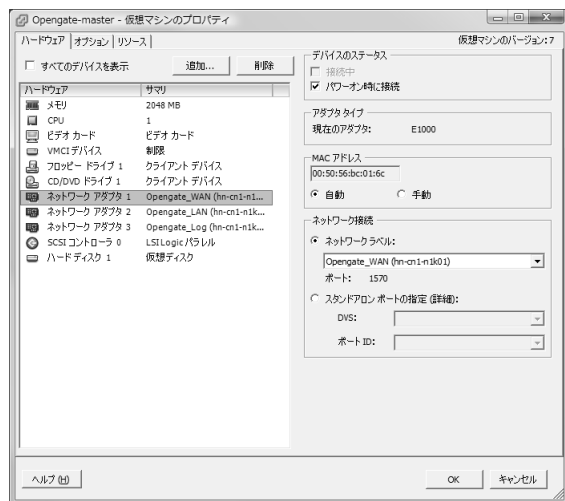 Opengate-master - 仮想マシンのプロパティ
ハードウェア オプション リソース
仮想マシンのバージョン: 7
すべてのデバイスを表示
追加... 削除
ハードウェア サマリ
メモリ 2048 MB
CPU 1
ビデオ カード ビデオ カード
VMCI デバイス 制限
フロッピー ドライブ 1 クライアント デバイス
CD/DVD ドライブ 1 クライアント デバイス
ネットワーク アダプタ 1 Opengate_WAN (hn-cn1-n1...
ネットワーク アダプタ 2 Opengate_LAN (hn-cn1-n1k...
ネットワーク アダプタ 3 Opengate_Log (hn-cn1-n1k...
SCSI コントローラ 0 LSI Logic パラレル
ハード ディスク 1 仮想ディスク
デバイスのステータス
接続中
パワーオン時に接続
アダプタ タイプ
現在のアダプタ: E1000
MAC アドレス
00:50:56:bc:01:6c
自動 手動
ネットワーク接続
ネットワーク ラベル:
Opengate_WAN (hn-cn1-n1k01)
ポート: 1570
スタンドアロン ポートの指定 (詳細):
DVS:
ポート ID:
ヘルプ (H)
OK キャンセル